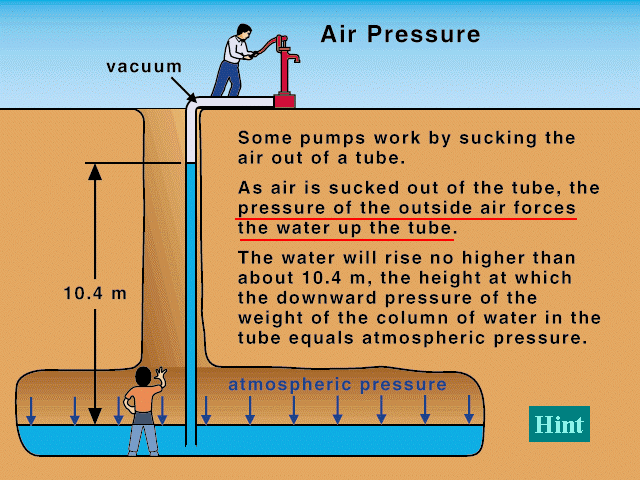 Air Pressure
vacuum
Some pumps work by sucking the
air out of a tube.
As air is sucked out of the tube, the
pressure of the outside air forces
the water up the tube.
The water will rise no higher than
about 10.4 m, the height at which
the downward pressure of the
weight of the column of water in the
tube equals atmospheric pressure.
10.4 m
atmospheric pressure
Hint